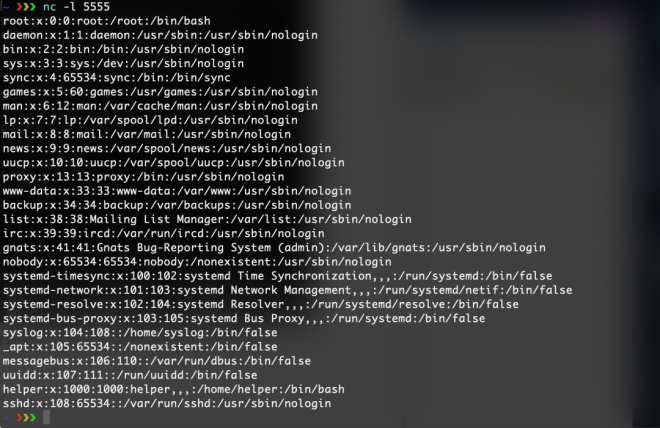 ~ ❯❯❯ nc -l 5555
root:x:0:0:root:/root:/bin/bash
daemon:x:1:1:daemon:/usr/sbin:/usr/sbin/nologin
bin:x:2:2:bin:/bin:/usr/sbin/nologin
sys:x:3:3:sys:/dev:/usr/sbin/nologin
sync:x:4:65534:sync:/bin:/bin/sync
games:x:5:60:games:/usr/games:/usr/sbin/nologin
man:x:6:12:man:/var/cache/man:/usr/sbin/nologin
lp:x:7:7:lp:/var/spool/lpd:/usr/sbin/nologin
mail:x:8:8:mail:/var/mail:/usr/sbin/nologin
news:x:9:9:news:/var/spool/news:/usr/sbin/nologin
uucp:x:10:10:uucp:/var/spool/uucp:/usr/sbin/nologin
proxy:x:13:13:proxy:/bin:/usr/sbin/nologin
www-data:x:33:33:www-data:/var/www:/usr/sbin/nologin
backup:x:34:34:backup:/var/backups:/usr/sbin/nologin
list:x:38:38:Mailing List Manager:/var/list:/usr/sbin/nologin
irc:x:39:39:ircd:/var/run/ircd:/usr/sbin/nologin
gnats:x:41:41:Gnats Bug-Reporting System (admin):/var/lib/gnats:/usr/sbin/nologin
nobody:x:65534:65534:nobody:/nonexistent:/usr/sbin/nologin
systemd-timesync:x:100:102:systemd Time Synchronization,,,:/run/systemd:/bin/false
systemd-network:x:101:103:systemd Network Management,,,:/run/systemd/netif:/bin/false
systemd-resolve:x:102:104:systemd Resolver,,,:/run/systemd/resolve:/bin/false
systemd-bus-proxy:x:103:105:systemd Bus Proxy,,,:/run/systemd:/bin/false
syslog:x:104:108::/home/syslog:/bin/false
_apt:x:105:65534::/nonexistent:/bin/false
messagebus:x:106:110::/var/run/dbus:/bin/false
uuidd:x:107:111::/run/uuidd:/bin/false
helper:x:1000:1000:helper,,,:/home/helper:/bin/bash
sshd:x:108:65534::/var/run/sshd:/usr/sbin/nologin
~ ❯❯❯